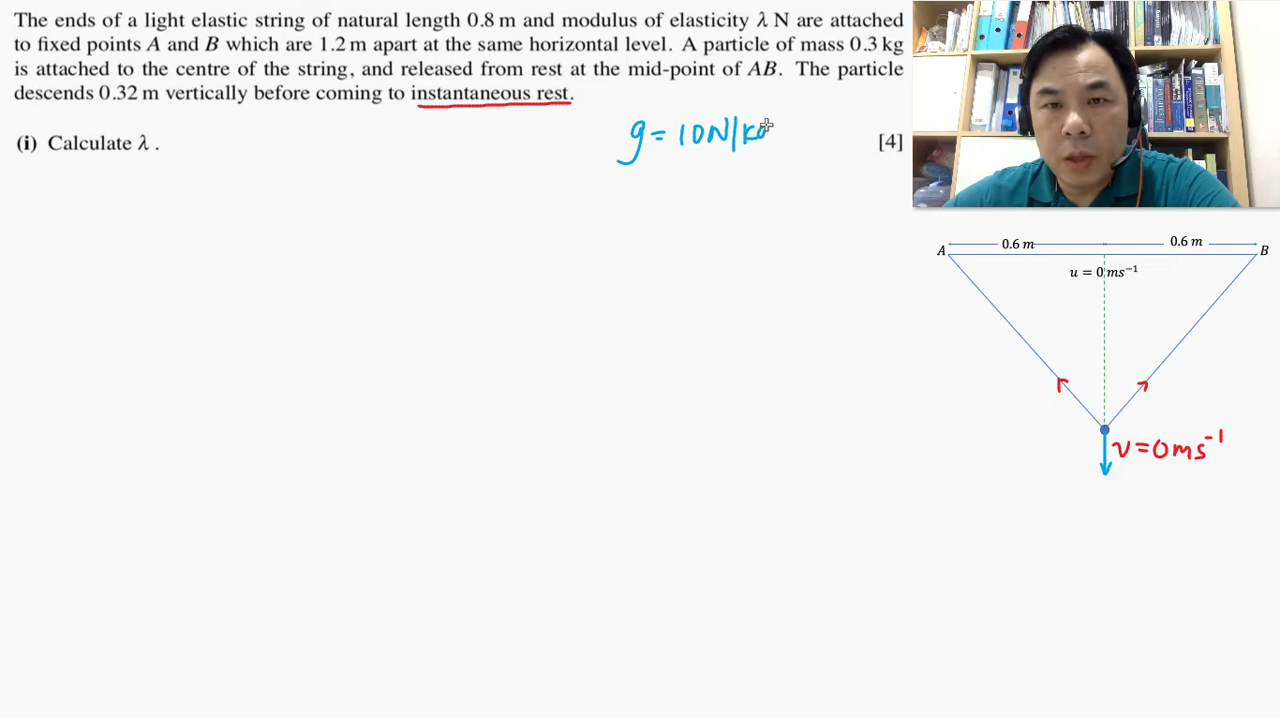 The ends of a light elastic string of natural length 0.8 m and modulus of elasticity λ N are attached
to fixed points A and B which are 1.2 m apart at the same horizontal level. A particle of mass 0.3 kg
is attached to the centre of the string, and released from rest at the mid-point of AB. The particle
descends 0.32 m vertically before coming to instantaneous rest.
g = 10N/kg
(i) Calculate λ . [4]
0.6 m 0.6 m
A B
u = 0 ms⁻¹
v = 0 ms⁻¹